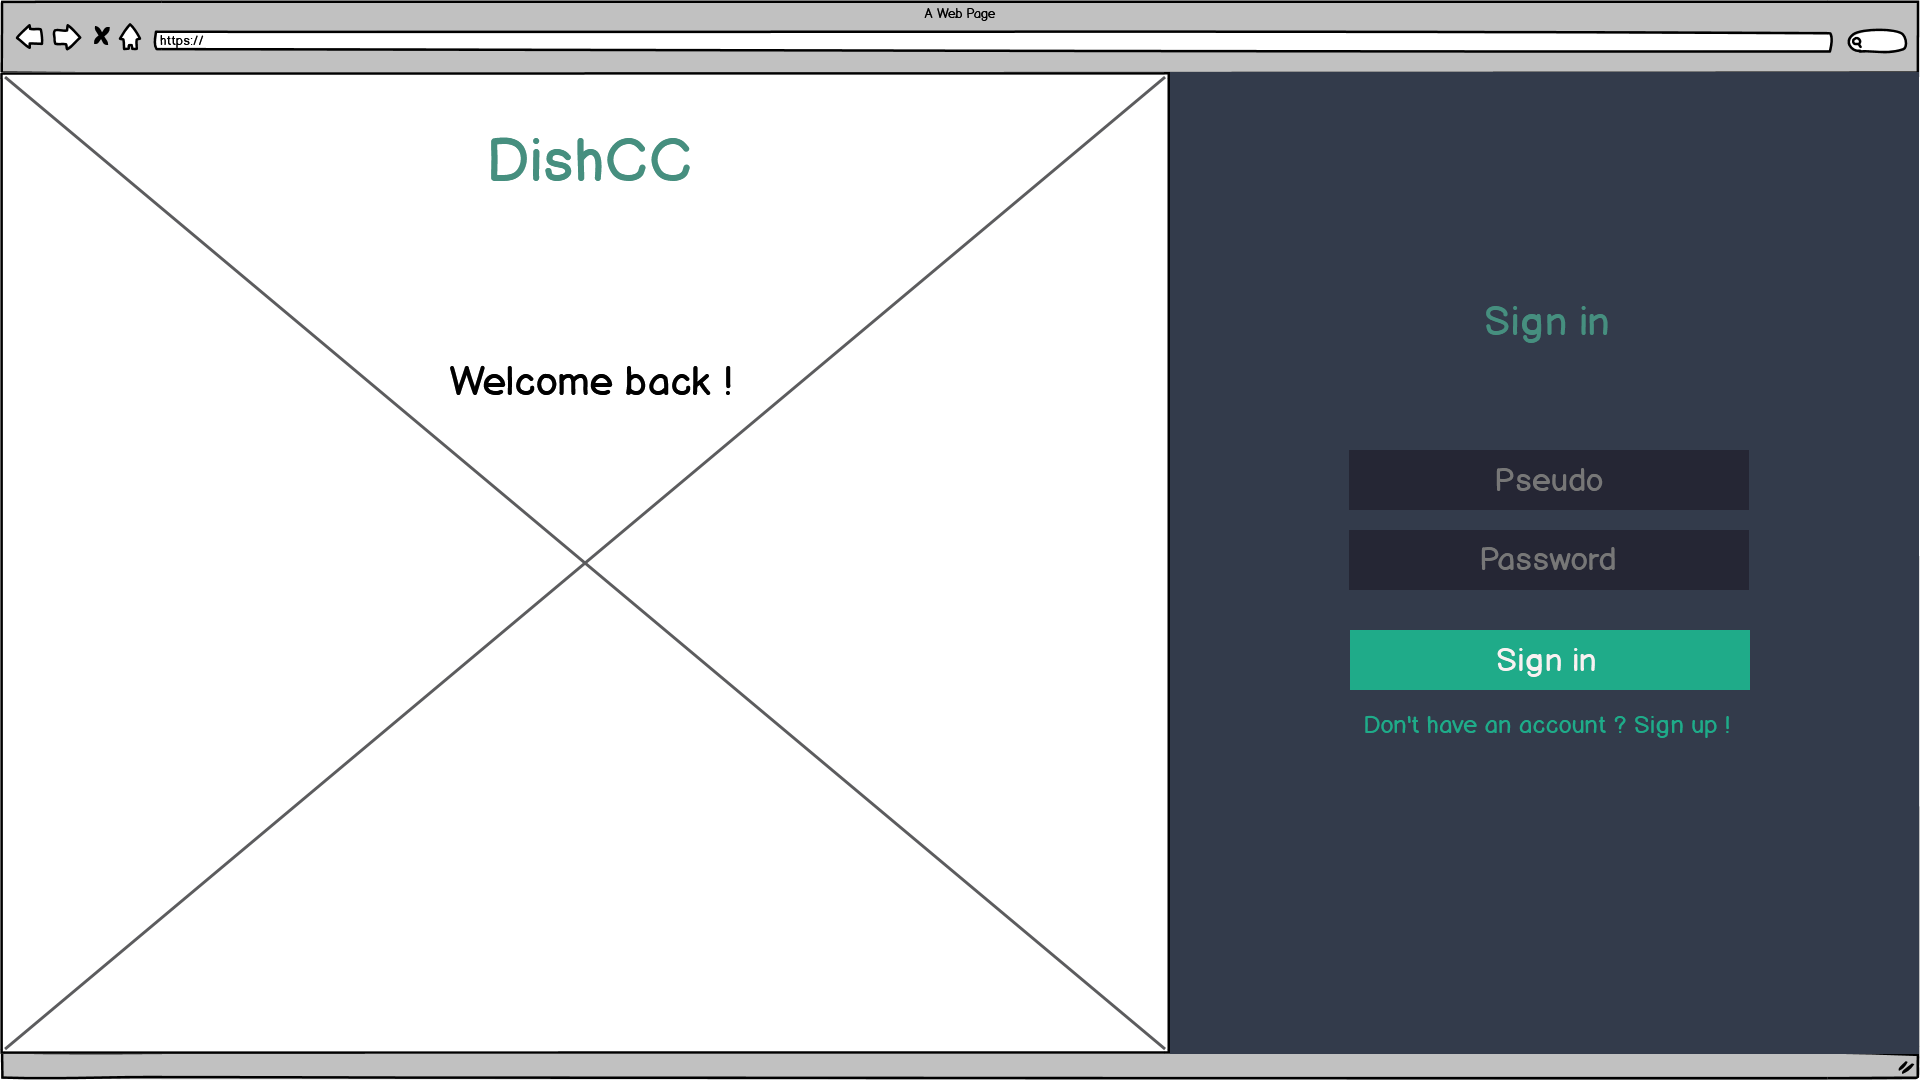 A Web Page
https://
DishCC
Welcome back !
Sign in
Pseudo
Password
Sign in
Don't have an account ? Sign up !